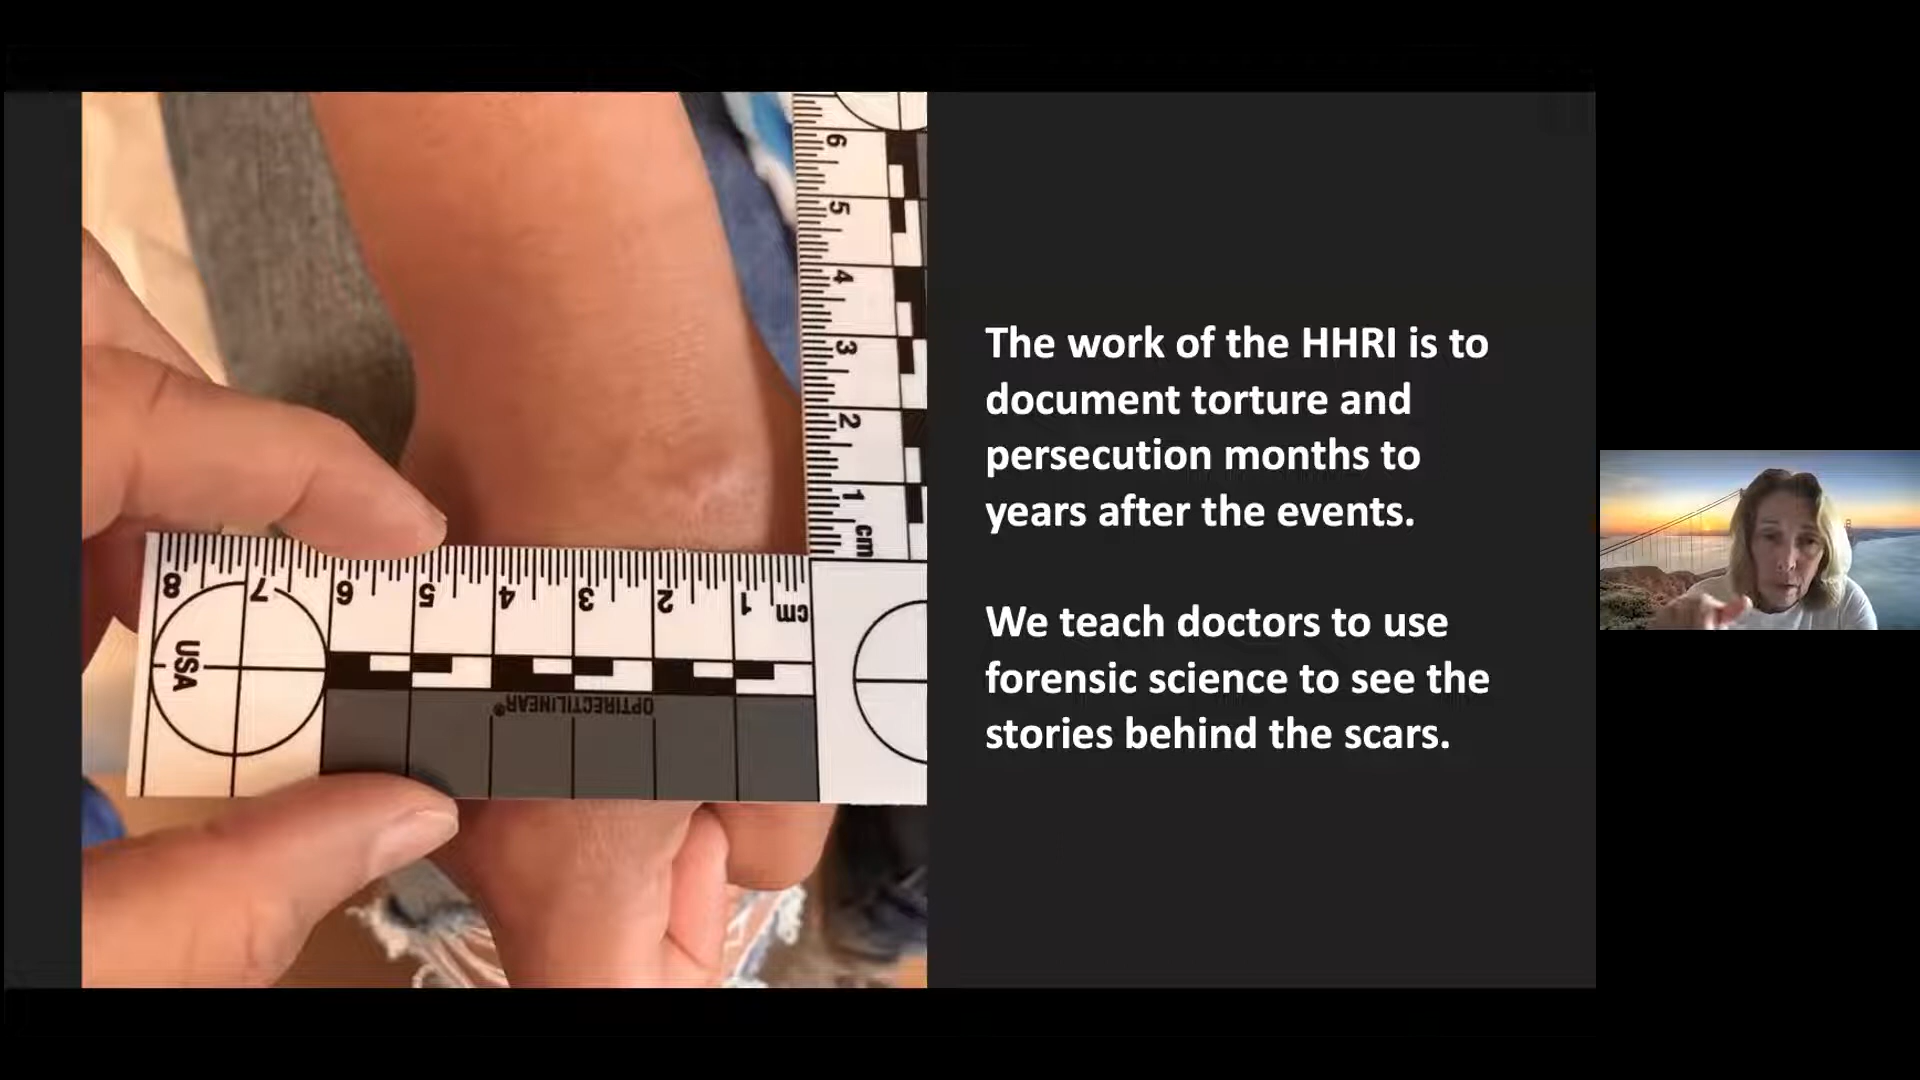 6
5
4
3
2
1
cm
8 7 6 5 4 3 2 1 cm
USA
OPTIRECTILINEAR®
The work of the HHRI is to
document torture and
persecution months to
years after the events.
We teach doctors to use
forensic science to see the
stories behind the scars.